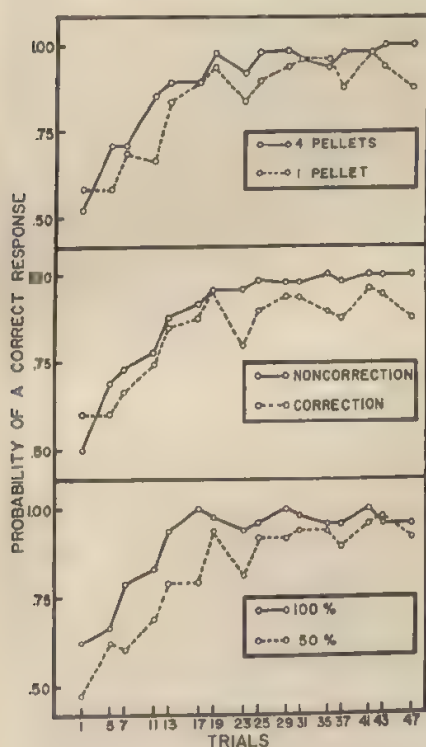 PROBABILITY OF A CORRECT RESPONSE
1.00
.75
.50
4 PELLETS
1 PELLET
.75
.50
NONCORRECTION
CORRECTION
1.00
.75
.50
100 %
50 %
1 5 7 11 13 17 19 23 25 29 31 35 37 41 43 47
TRIALS